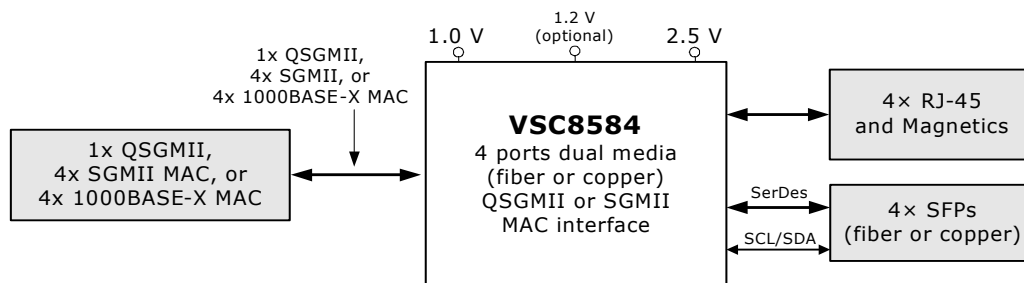 1.0 V
1.2 V
(optional)
2.5 V
1x QSGMII,
4x SGMII, or
4x 1000BASE-X MAC
1x QSGMII,
4x SGMII MAC, or
4x 1000BASE-X MAC
VSC8584
4 ports dual media
(fiber or copper)
QSGMII or SGMII
MAC interface
4× RJ-45
and Magnetics
SerDes
SCL/SDA
4× SFPs
(fiber or copper)